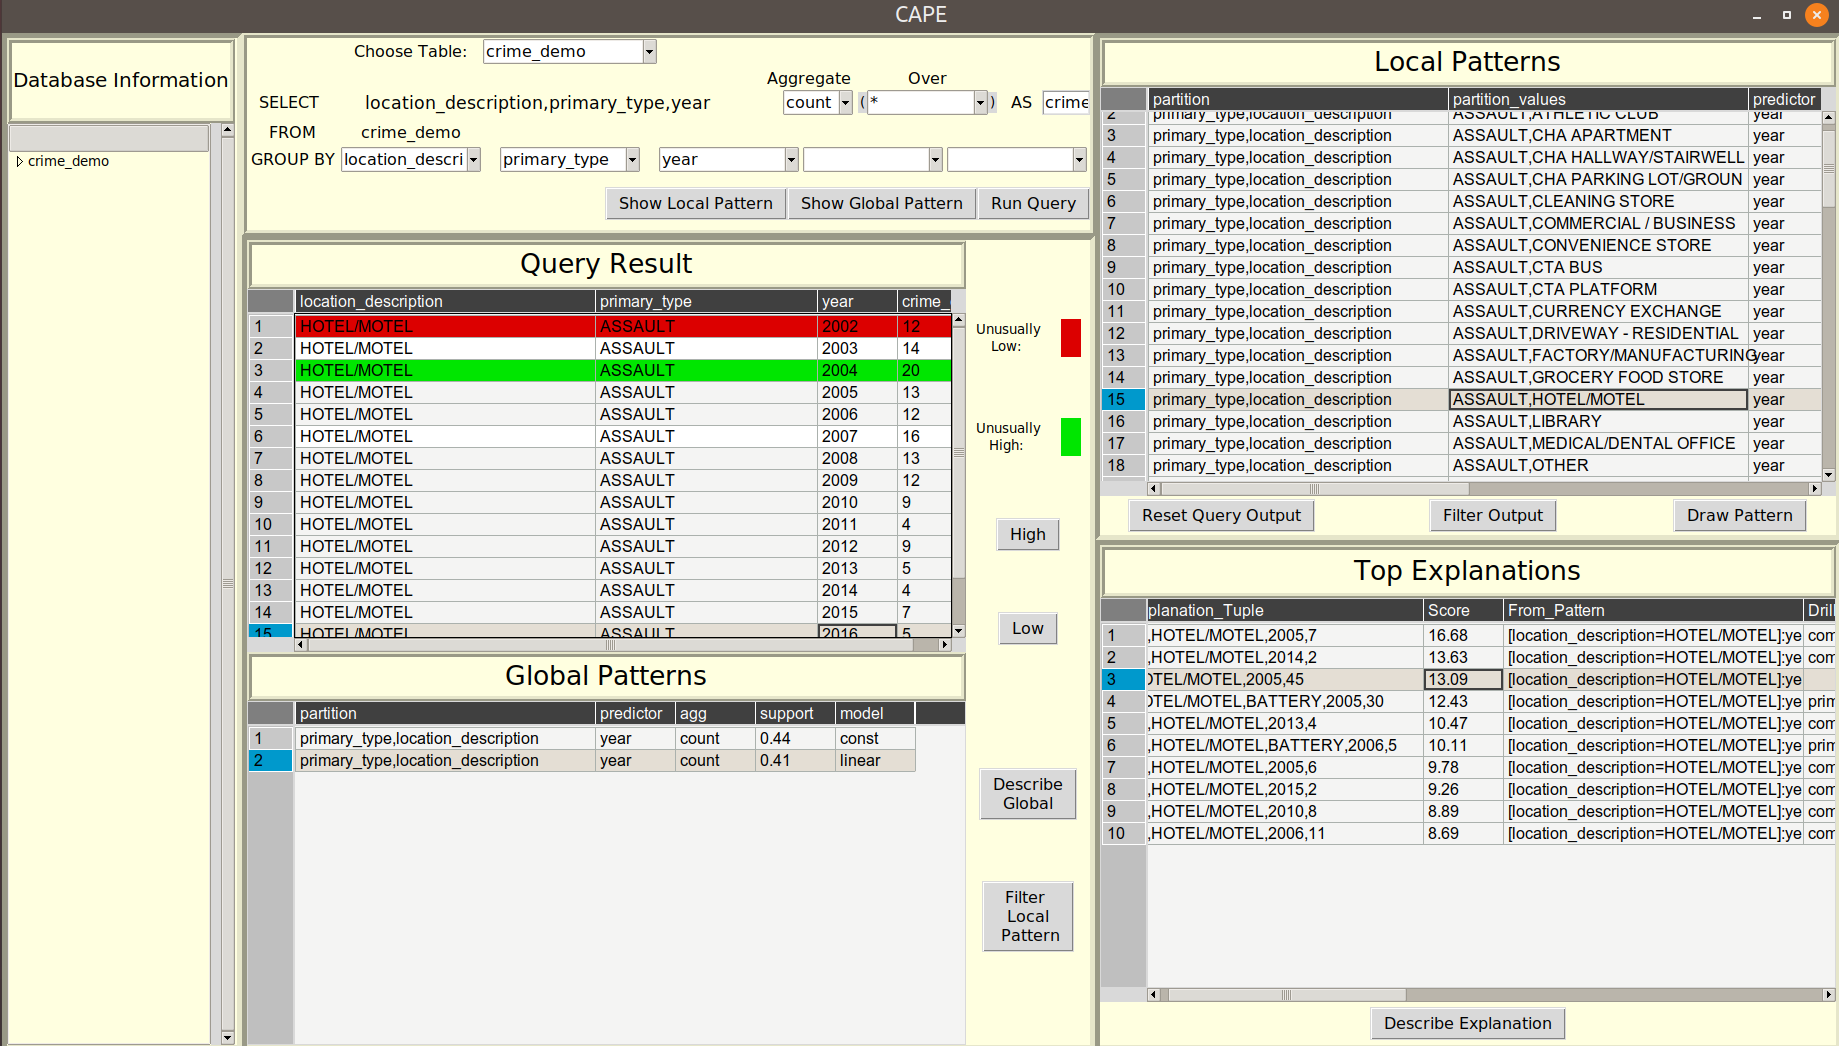 CAPE
Database Information
crime_demo
Choose Table: crime_demo
Aggregate Over
SELECT location_description,primary_type,year count ( * ) AS crime
FROM crime_demo
GROUP BY location_descri primary_type year
Show Local Pattern Show Global Pattern Run Query
Query Result
location_description primary_type year crime_
1 HOTEL/MOTEL ASSAULT 2002 12
2 HOTEL/MOTEL ASSAULT 2003 14
3 HOTEL/MOTEL ASSAULT 2004 20
4 HOTEL/MOTEL ASSAULT 2005 13
5 HOTEL/MOTEL ASSAULT 2006 12
6 HOTEL/MOTEL ASSAULT 2007 16
7 HOTEL/MOTEL ASSAULT 2008 13
8 HOTEL/MOTEL ASSAULT 2009 12
9 HOTEL/MOTEL ASSAULT 2010 9
10 HOTEL/MOTEL ASSAULT 2011 4
11 HOTEL/MOTEL ASSAULT 2012 9
12 HOTEL/MOTEL ASSAULT 2013 5
13 HOTEL/MOTEL ASSAULT 2014 4
14 HOTEL/MOTEL ASSAULT 2015 7
15 HOTEL/MOTEL ASSAULT 2016 5
Unusually
Low:
Unusually
High:
High
Low
Describe
Global
Filter
Local
Pattern
Global Patterns
partition predictor agg support model
1 primary_type,location_description year count 0.44 const
2 primary_type,location_description year count 0.41 linear
Local Patterns
partition partition_values predictor
2 primary_type,location_description ASSAULT,ATHLETIC CLUB year
3 primary_type,location_description ASSAULT,CHA APARTMENT year
4 primary_type,location_description ASSAULT,CHA HALLWAY/STAIRWELL year
5 primary_type,location_description ASSAULT,CHA PARKING LOT/GROUN year
6 primary_type,location_description ASSAULT,CLEANING STORE year
7 primary_type,location_description ASSAULT,COMMERCIAL / BUSINESS year
8 primary_type,location_description ASSAULT,CONVENIENCE STORE year
9 primary_type,location_description ASSAULT,CTA BUS year
10 primary_type,location_description ASSAULT,CTA PLATFORM year
11 primary_type,location_description ASSAULT,CURRENCY EXCHANGE year
12 primary_type,location_description ASSAULT,DRIVEWAY - RESIDENTIAL year
13 primary_type,location_description ASSAULT,FACTORY/MANUFACTURING year
14 primary_type,location_description ASSAULT,GROCERY FOOD STORE year
15 primary_type,location_description ASSAULT,HOTEL/MOTEL year
16 primary_type,location_description ASSAULT,LIBRARY year
17 primary_type,location_description ASSAULT,MEDICAL/DENTAL OFFICE year
18 primary_type,location_description ASSAULT,OTHER year
Reset Query Output Filter Output Draw Pattern
Top Explanations
planation_Tuple Score From_Pattern Drill
1 ,HOTEL/MOTEL,2005,7 16.68 [location_description=HOTEL/MOTEL]:ye com
2 ,HOTEL/MOTEL,2014,2 13.63 [location_description=HOTEL/MOTEL]:ye com
3 OTEL/MOTEL,2005,45 13.09 [location_description=HOTEL/MOTEL]:ye
4 OTEL/MOTEL,BATTERY,2005,30 12.43 [location_description=HOTEL/MOTEL]:ye prim
5 ,HOTEL/MOTEL,2013,4 10.47 [location_description=HOTEL/MOTEL]:ye com
6 ,HOTEL/MOTEL,BATTERY,2006,5 10.11 [location_description=HOTEL/MOTEL]:ye prim
7 ,HOTEL/MOTEL,2005,6 9.78 [location_description=HOTEL/MOTEL]:ye com
8 ,HOTEL/MOTEL,2015,2 9.26 [location_description=HOTEL/MOTEL]:ye com
9 ,HOTEL/MOTEL,2010,8 8.89 [location_description=HOTEL/MOTEL]:ye com
10 ,HOTEL/MOTEL,2006,11 8.69 [location_description=HOTEL/MOTEL]:ye com
Describe Explanation